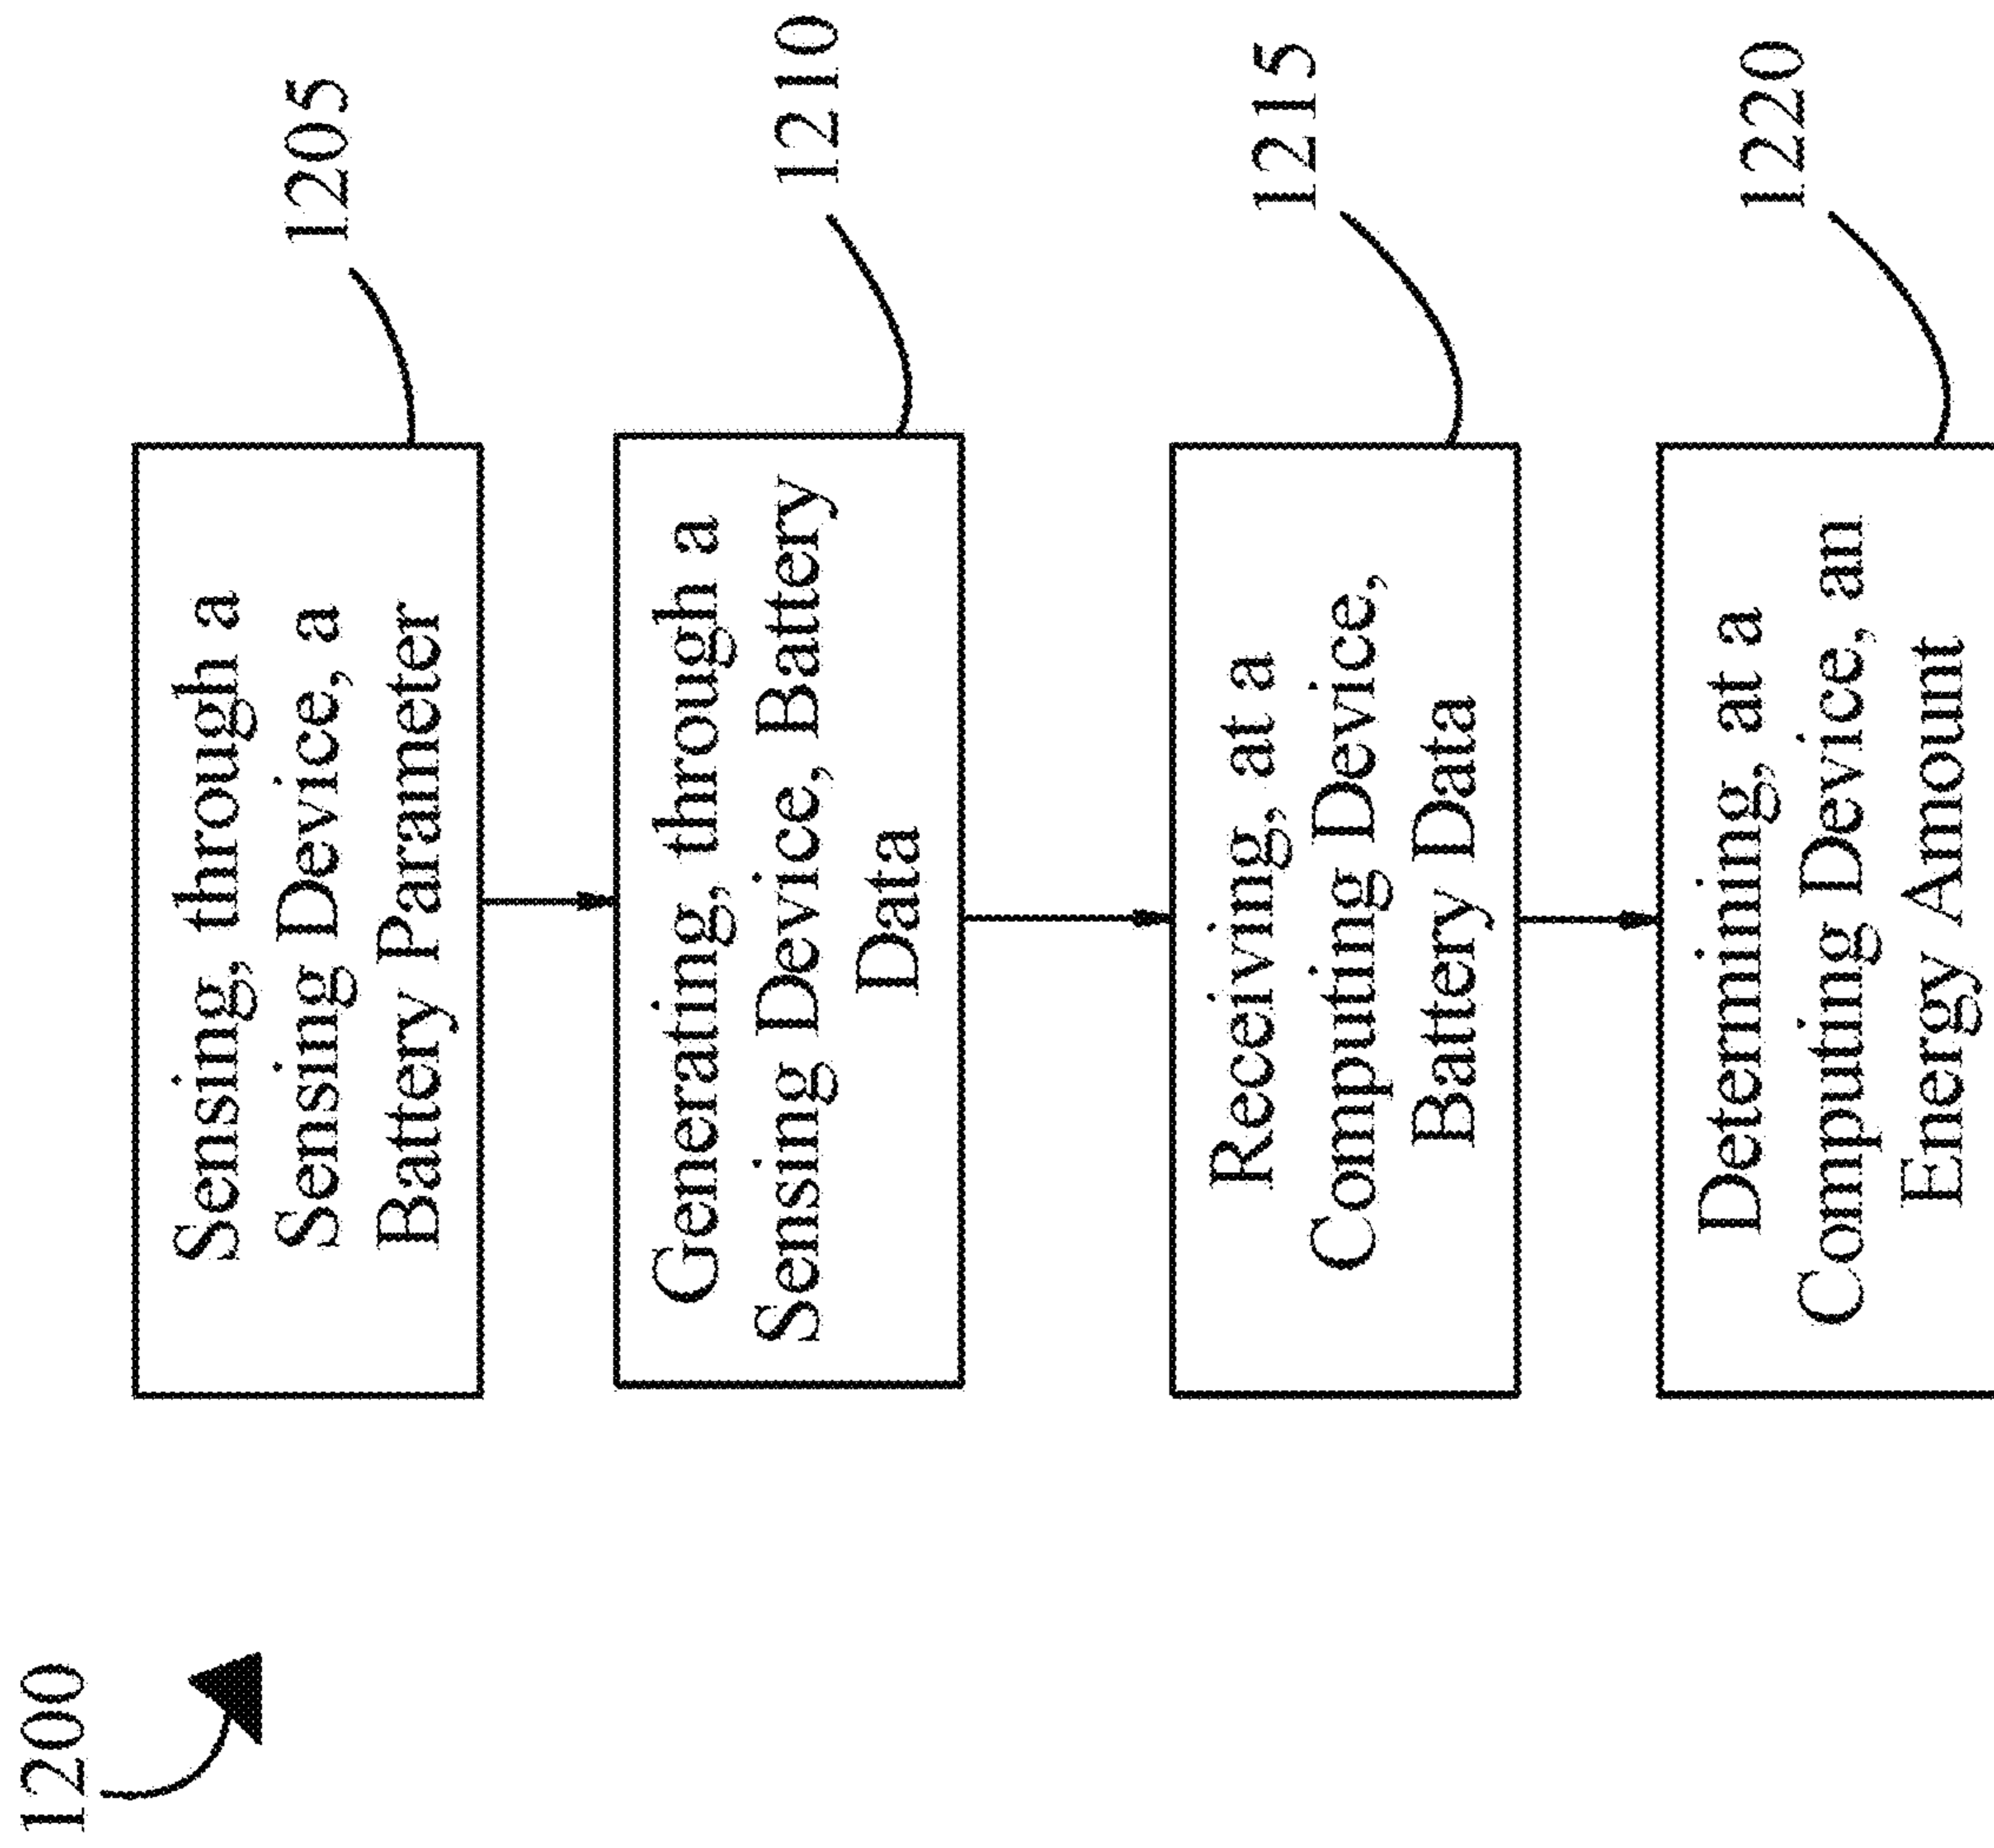 1200
Sensing, through a
Sensing Device, a
Battery Parameter
1205
Generating, through a
Sensing Device, Battery
Data
1210
Receiving, at a
Computing Device,
Battery Data
1215
Determining, at a
Computing Device, an
Energy Amount
1220